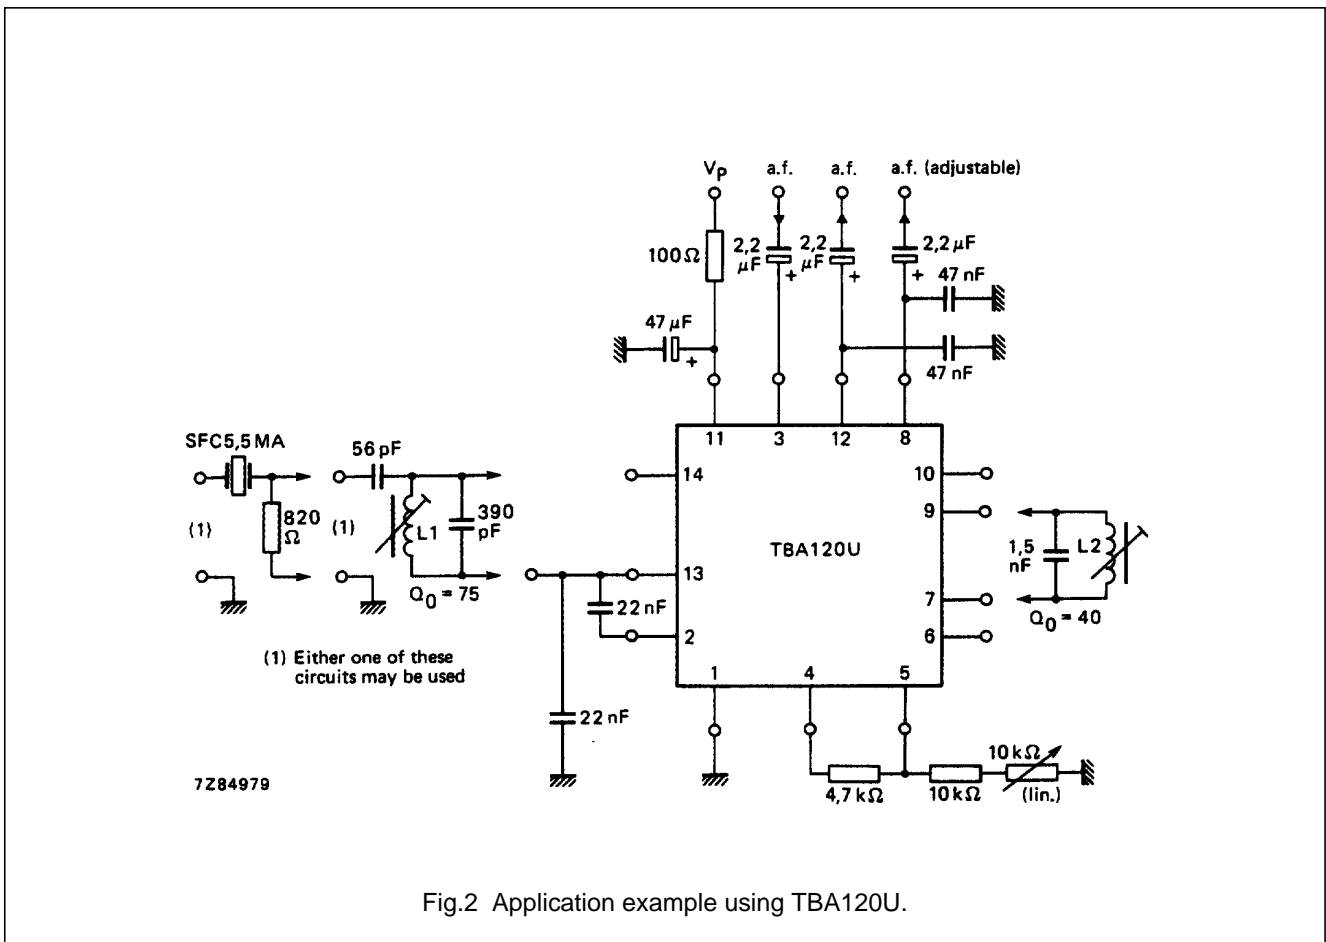 Vp a.f. a.f. a.f. (adjustable)
100Ω
2,2
µF
2,2
µF
2,2 µF
+
+
+
47 nF
47 µF
+
47 nF
11 3 12 8
SFC5,5MA
(1)
820
Ω
56 pF
(1)
L1
390
pF
Q0 = 75
(1) Either one of these
circuits may be used
14
13
22 nF
2
22 nF
TBA120U
10
9
7
6
1,5
nF
L2
Q0 = 40
1 4 5
4,7 kΩ
10 kΩ
10 kΩ
(lin.)
7Z84979
Fig.2 Application example using TBA120U.